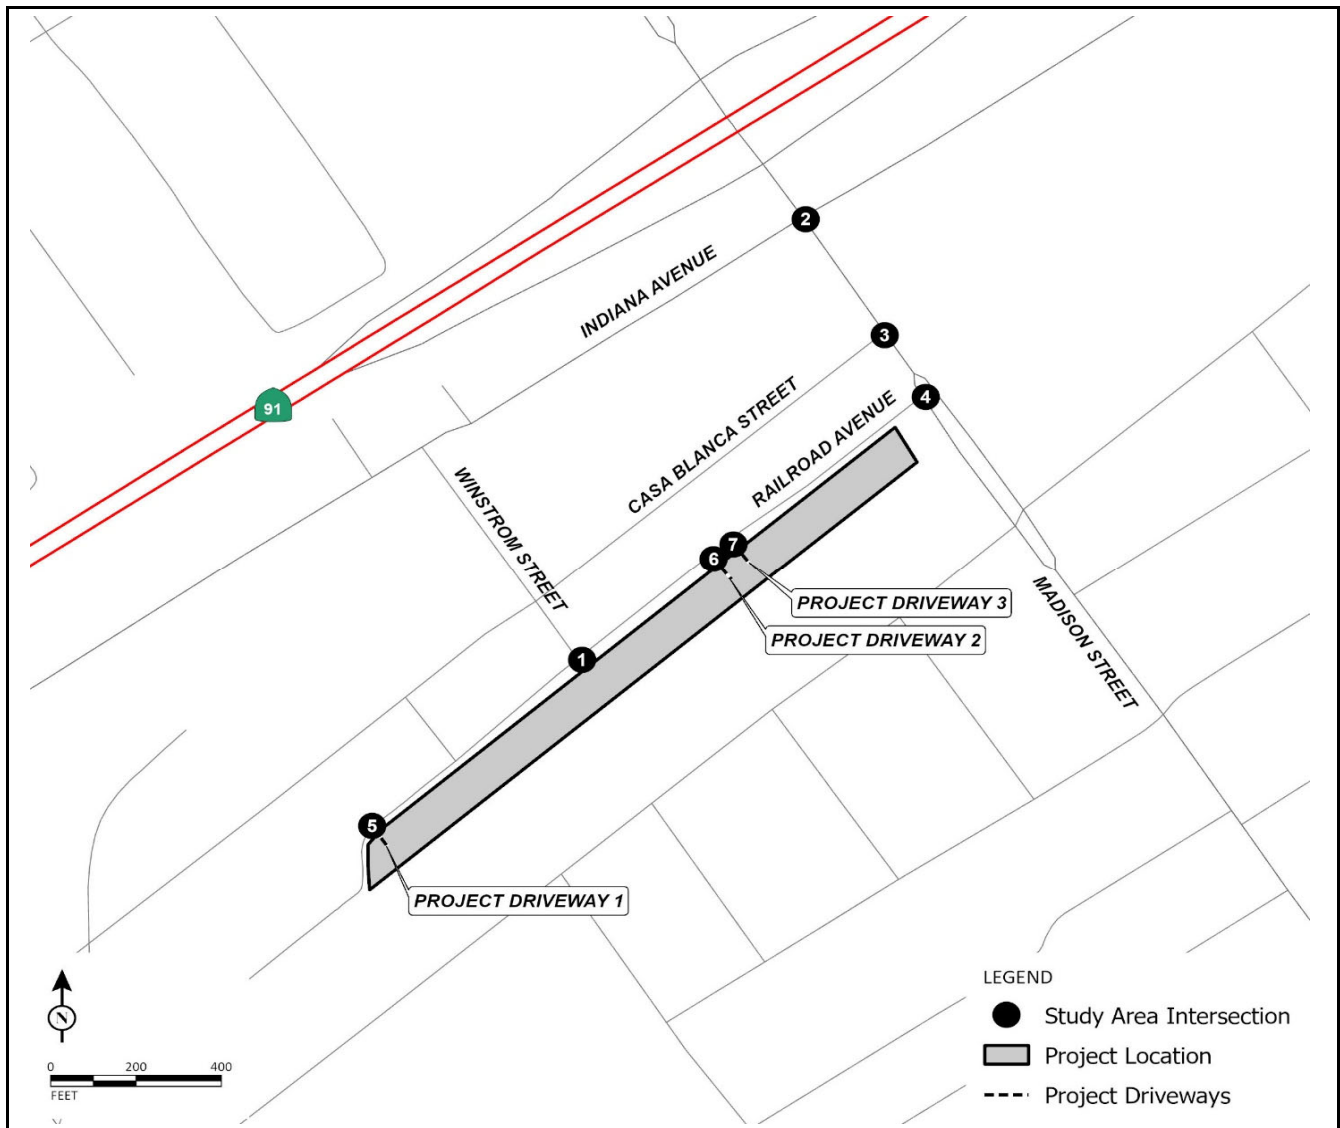 2
INDIANA AVENUE
3
91
4
CASA BLANCA STREET
RAILROAD AVENUE
WINSTROM STREET
7
6
PROJECT DRIVEWAY 3
PROJECT DRIVEWAY 2
MADISON STREET
1
5
PROJECT DRIVEWAY 1
N
0 200 400
FEET
LEGEND
Study Area Intersection
Project Location
Project Driveways